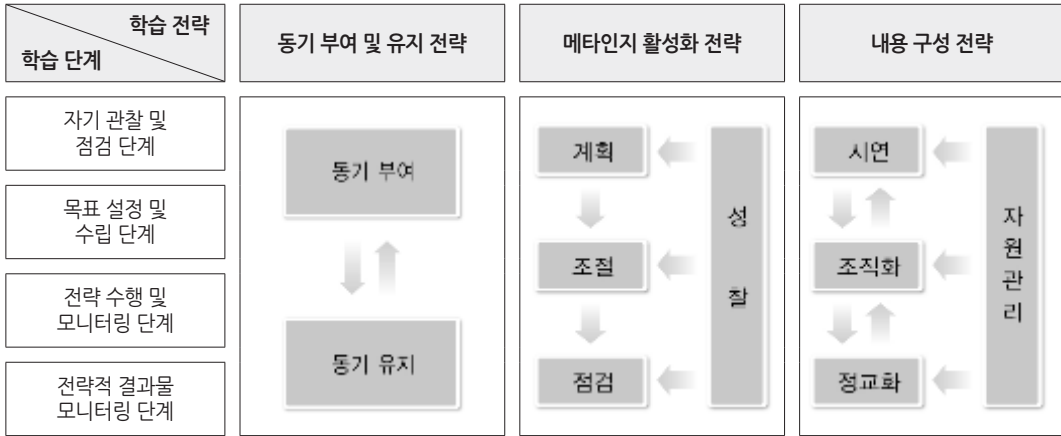 학습 전략
학습 단계
동기 부여 및 유지 전략
메타인지 활성화 전략
내용 구성 전략
자기 관찰 및
점검 단계
목표 설정 및
수립 단계
전략 수행 및
모니터링 단계
전략적 결과물
모니터링 단계
동기 부여
동기 유지
계획
조절
점검
성찰
시연
조직화
정교화
자원관리